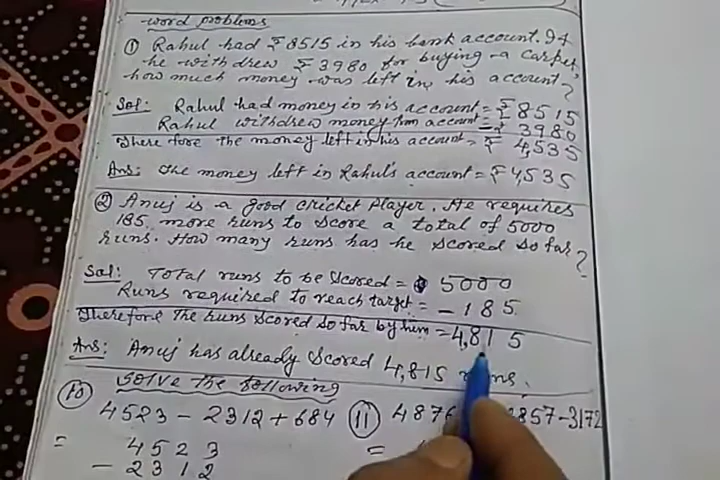 word problems
① Rahul had ₹8515 in his bank account. If
he withdrew ₹3980 for buying a carpet,
how much money was left in his account?
Sol: Rahul had money in his account = ₹8515
Rahul withdrew money from account = -₹3980
Therefore the money left in his account = ₹4,535
Ans: The money left in Rahul's account = ₹4,535
② Anuj is a good cricket player. He requires
185 more runs to score a total of 5000
runs. How many runs has he scored so far?
Sol: Total runs to be scored = 5000
Runs required to reach target = - 185
Therefore the runs scored so far by him = 4,815
Ans: Anuj has already scored 4,815 runs.
Solve the following
10 4523 - 2312 + 684
11 4876 2857-3172
= 4523 =
- 2312